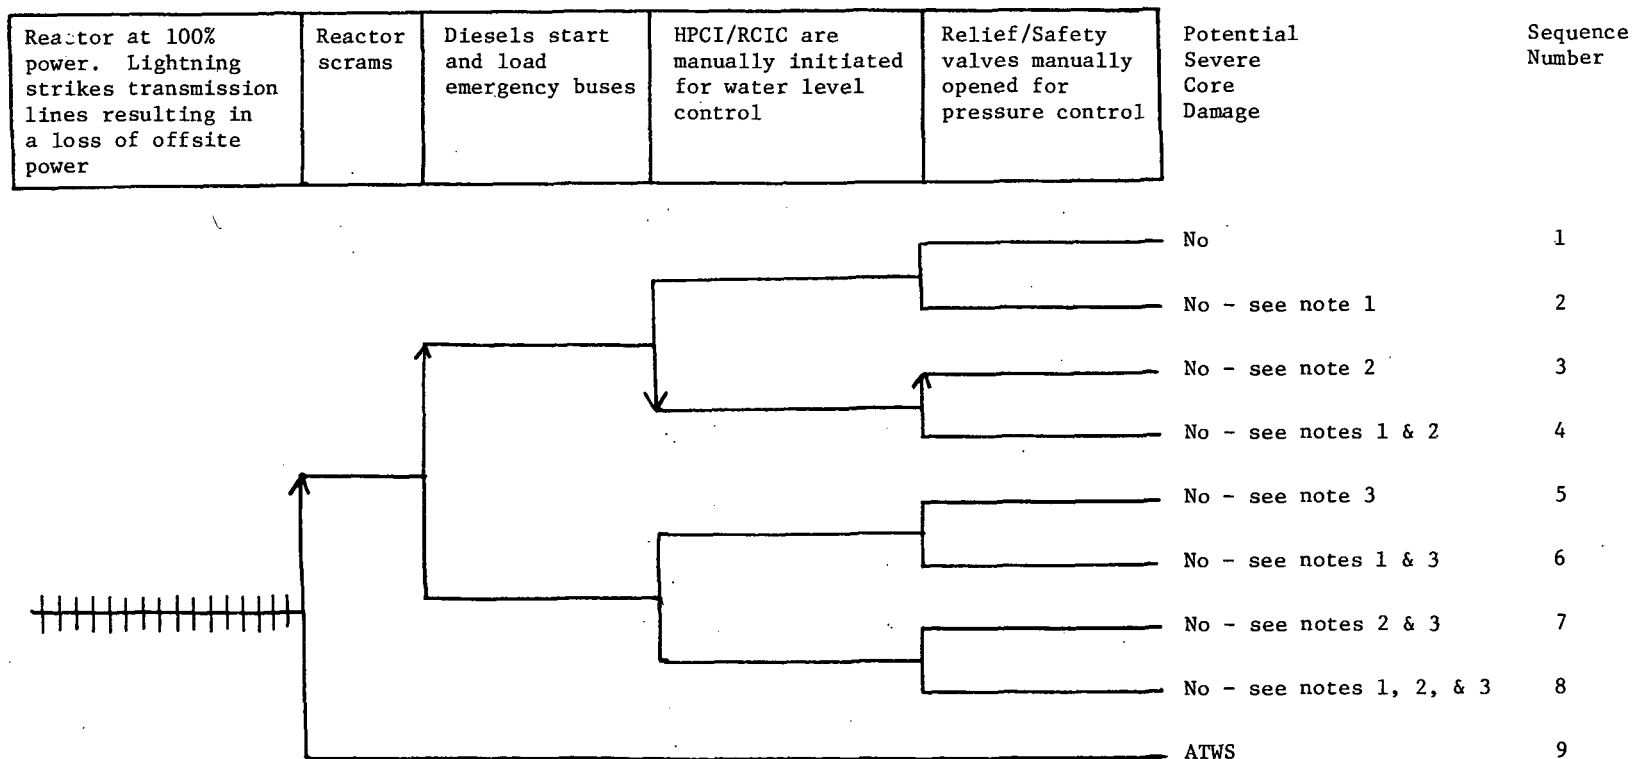 Reactor at 100%
power. Lightning
strikes transmission
lines resulting in
a loss of offsite
power
Reactor
scrams
Diesels start
and load
emergency buses
HPCI/RCIC are
manually initiated
for water level
control
Relief/Safety
valves manually
opened for
pressure control
Potential
Severe
Core
Damage
Sequence
Number
No 1
No - see note 1 2
No - see note 2 3
No - see notes 1 & 2 4
No - see note 3 5
No - see notes 1 & 3 6
No - see notes 2 & 3 7
No - see notes 1, 2, & 3 8
ATWS 9